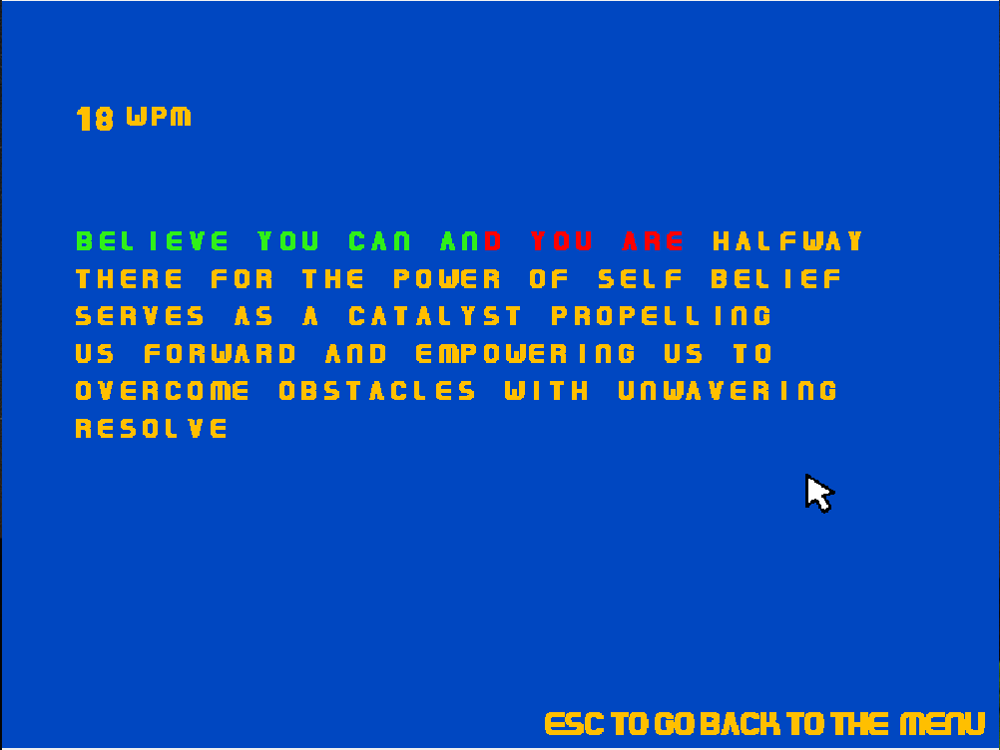 18 WPM
BELIEVE YOU CAN AND YOU ARE HALFWAY
THERE FOR THE POWER OF SELF BELIEF
SERVES AS A CATALYST PROPELLING
US FORWARD AND EMPOWERING US TO
OVERCOME OBSTACLES WITH UNWAVERING
RESOLVE
ESC TO GO BACK TO THE MENU